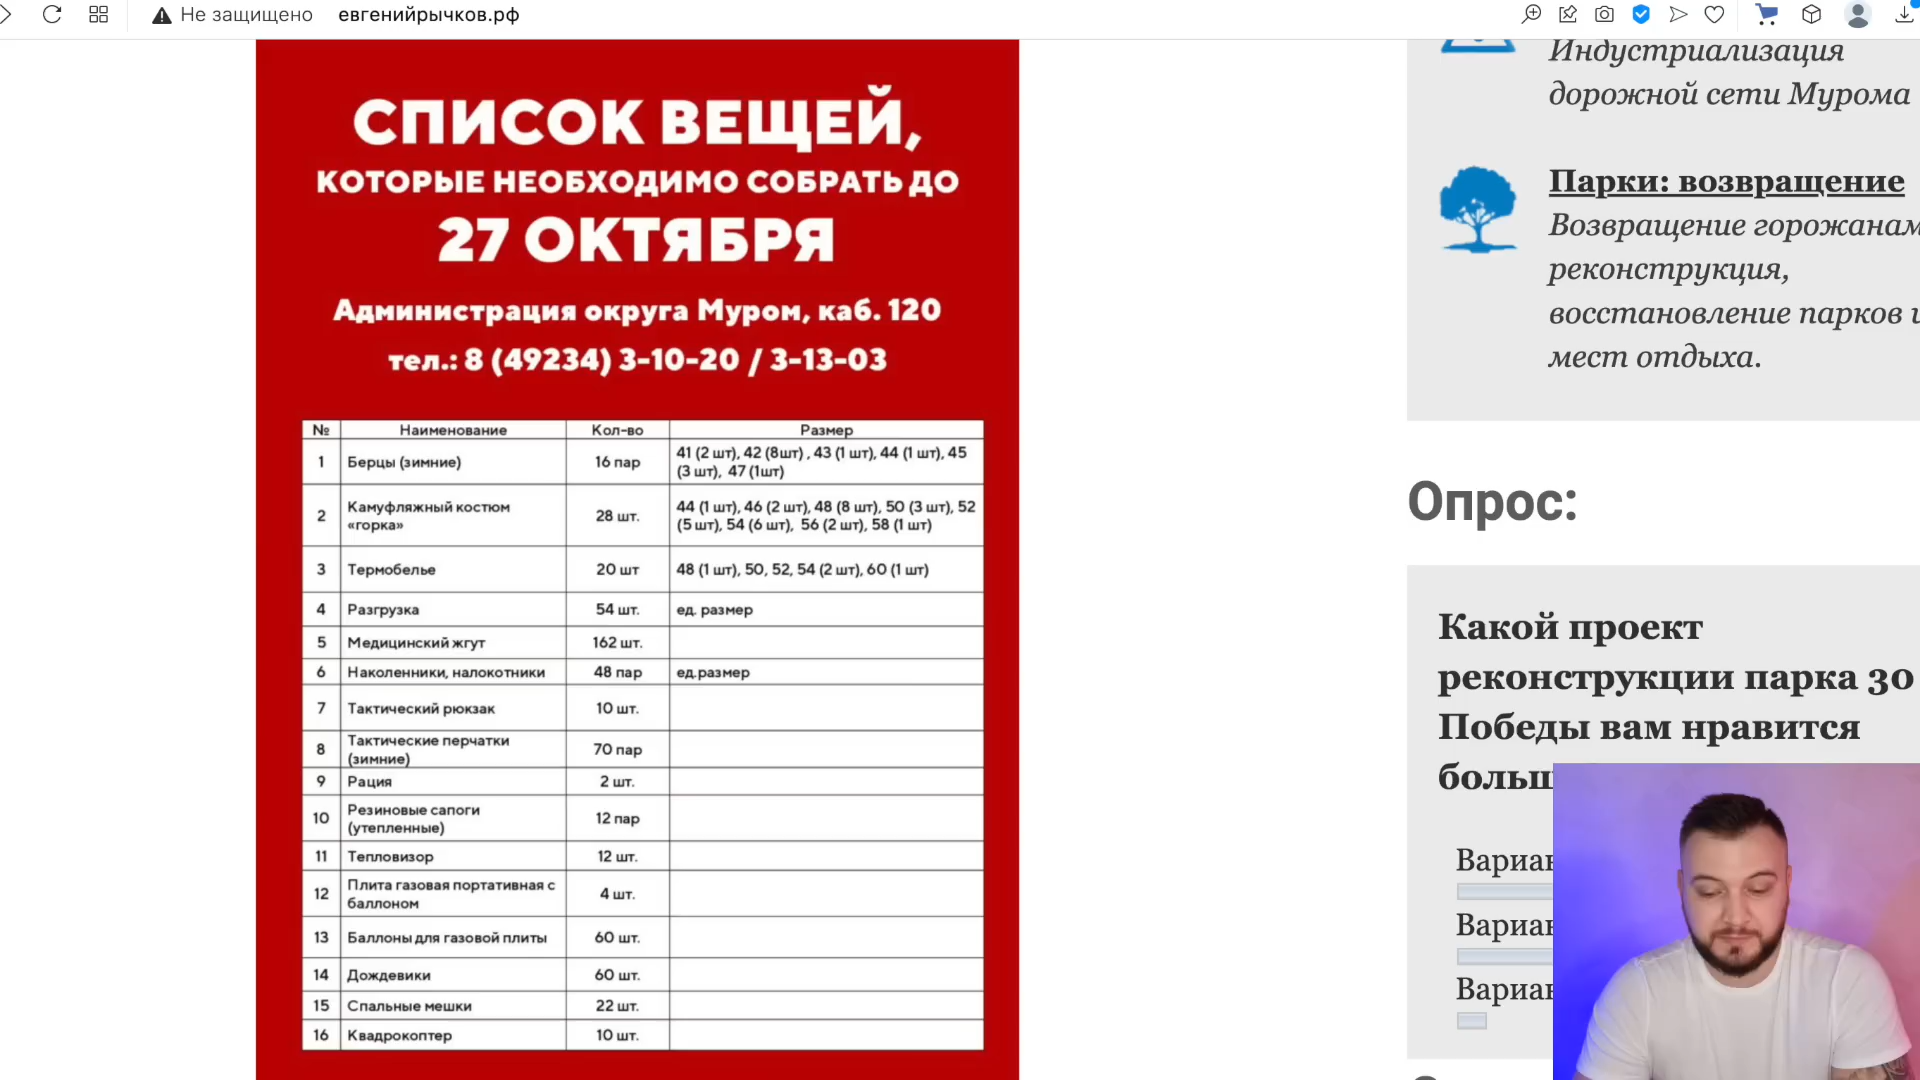 Не защищено евгенийрычков.рф
СПИСОК ВЕЩЕЙ,
КОТОРЫЕ НЕОБХОДИМО СОБРАТЬ ДО
27 ОКТЯБРЯ
Администрация округа Муром, каб. 120
тел.: 8 (49234) 3-10-20 / 3-13-03
№ Наименование Кол-во Размер
1 Берцы (зимние) 16 пар 41 (2 шт), 42 (8шт) , 43 (1 шт), 44 (1 шт), 45
(3 шт), 47 (1шт)
2 Камуфляжный костюм
«горка» 28 шт. 44 (1 шт), 46 (2 шт), 48 (8 шт), 50 (3 шт), 52
(5 шт), 54 (6 шт), 56 (2 шт), 58 (1 шт)
3 Термобелье 20 шт 48 (1 шт), 50, 52, 54 (2 шт), 60 (1 шт)
4 Разгрузка 54 шт. ед. размер
5 Медицинский жгут 162 шт.
6 Наколенники, налокотники 48 пар ед.размер
7 Тактический рюкзак 10 шт.
8 Тактические перчатки
(зимние) 70 пар
9 Рация 2 шт.
10 Резиновые сапоги
(утепленные) 12 пар
11 Тепловизор 12 шт.
12 Плита газовая портативная с
баллоном 4 шт.
13 Баллоны для газовой плиты 60 шт.
14 Дождевики 60 шт.
15 Спальные мешки 22 шт.
16 Квадрокоптер 10 шт.
Индустриализация
дорожной сети Мурома
Парки: возвращение
Возвращение горожанам
реконструкция,
восстановление парков и
мест отдыха.
Опрос:
Какой проект
реконструкции парка 30
Победы вам нравится
больш
Вариан
Вариан
Вариан